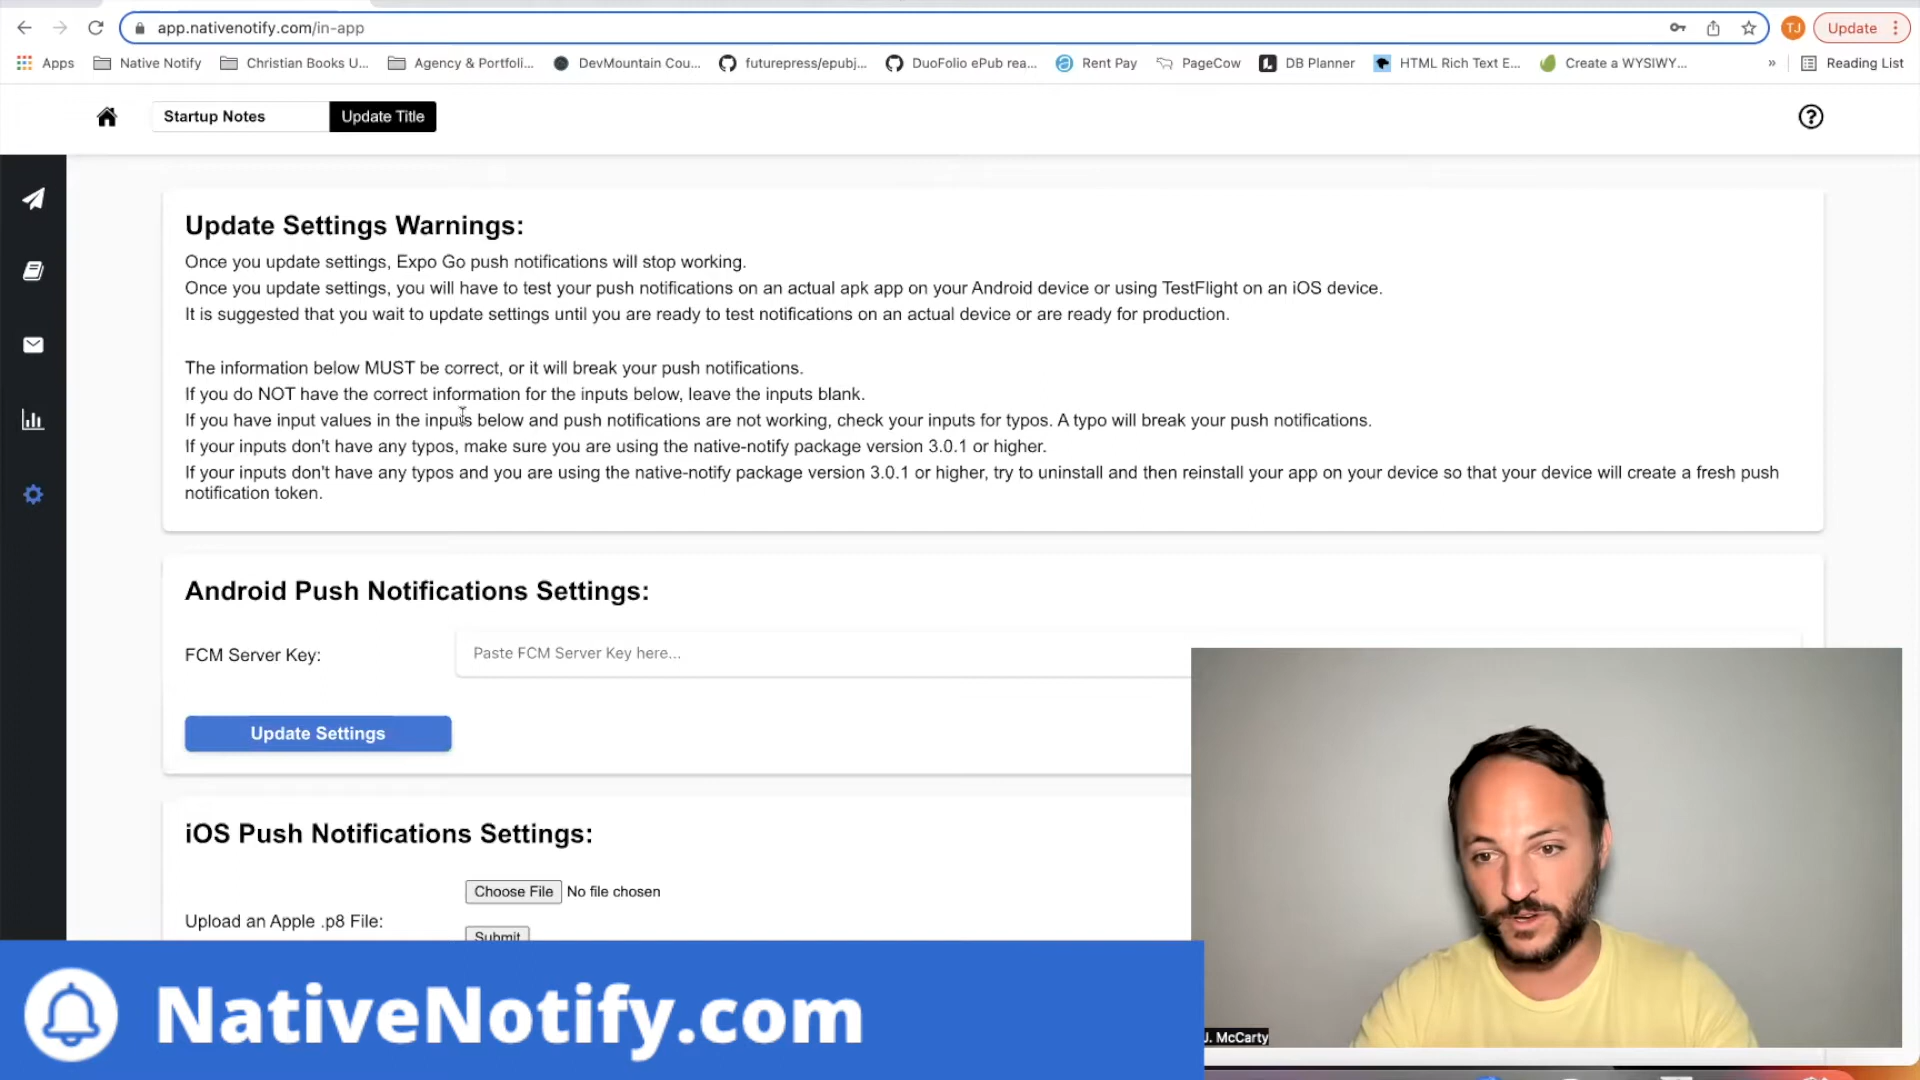 app.nativenotify.com/in-app
TJ
Update
Apps
Native Notify
Christian Books U...
Agency & Portfoli...
DevMountain Cou...
futurepress/epubj...
DuoFolio ePub rea...
Rent Pay
PageCow
DB Planner
HTML Rich Text E...
Create a WYSIWY...
»
Reading List
Startup Notes
Update Title
Update Settings Warnings:
Once you update settings, Expo Go push notifications will stop working.
Once you update settings, you will have to test your push notifications on an actual apk app on your Android device or using TestFlight on an iOS device.
It is suggested that you wait to update settings until you are ready to test notifications on an actual device or are ready for production.
The information below MUST be correct, or it will break your push notifications.
If you do NOT have the correct information for the inputs below, leave the inputs blank.
If you have input values in the inputs below and push notifications are not working, check your inputs for typos. A typo will break your push notifications.
If your inputs don't have any typos, make sure you are using the native-notify package version 3.0.1 or higher.
If your inputs don't have any typos and you are using the native-notify package version 3.0.1 or higher, try to uninstall and then reinstall your app on your device so that your device will create a fresh push
notification token.
Android Push Notifications Settings:
FCM Server Key:
Paste FCM Server Key here...
Update Settings
iOS Push Notifications Settings:
Choose File No file chosen
Upload an Apple .p8 File:
Submit
NativeNotify.com
J. McCarty